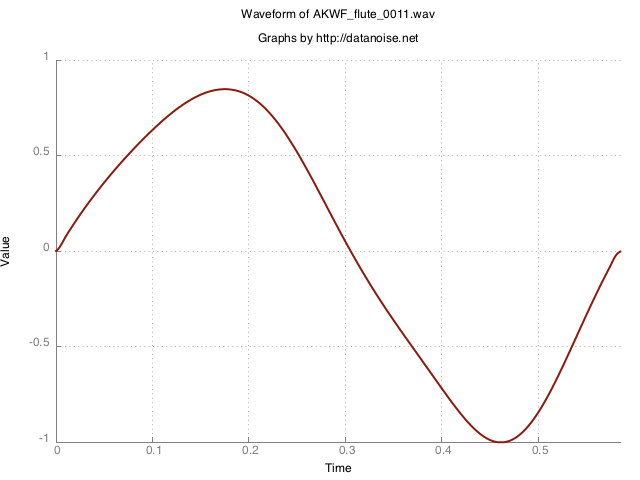 Waveform of AKWF_flute_0011.wav
Graphs by http://datanoise.net
1
0.5
0
-0.5
-1
Value
0 0.1 0.2 0.3 0.4 0.5
Time